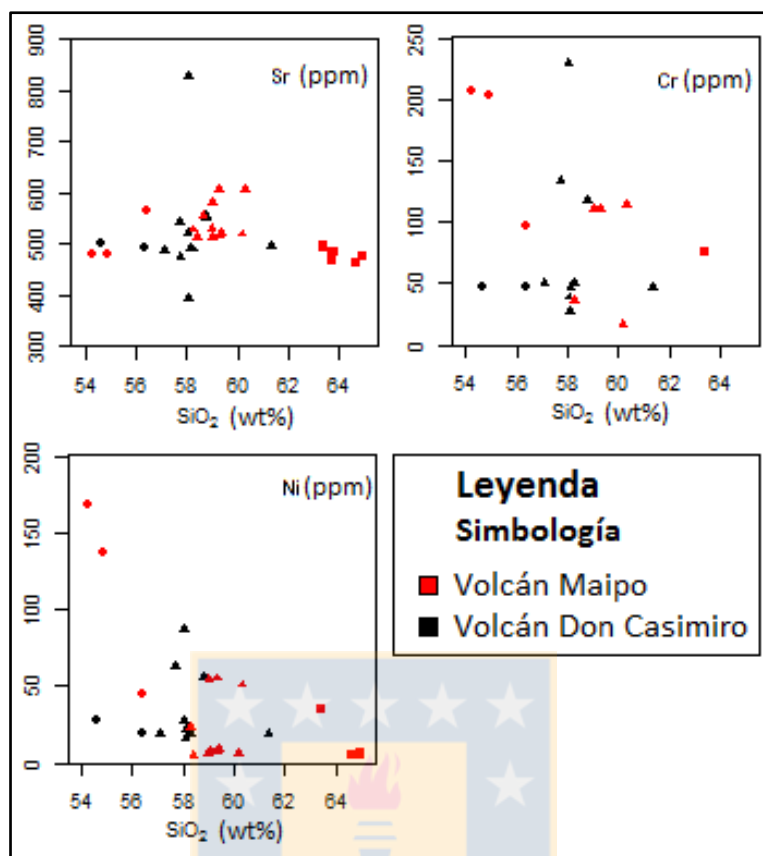 Sr (ppm)
900
800
700
600
500
400
300
54 56 58 60 62 64
SiO₂ (wt%)
Cr (ppm)
250
200
150
100
50
0
54 56 58 60 62 64
SiO₂ (wt%)
Ni (ppm)
200
150
100
50
0
54 56 58 60 62 64
SiO₂ (wt%)
Leyenda
Simbología
Volcán Maipo
Volcán Don Casimiro